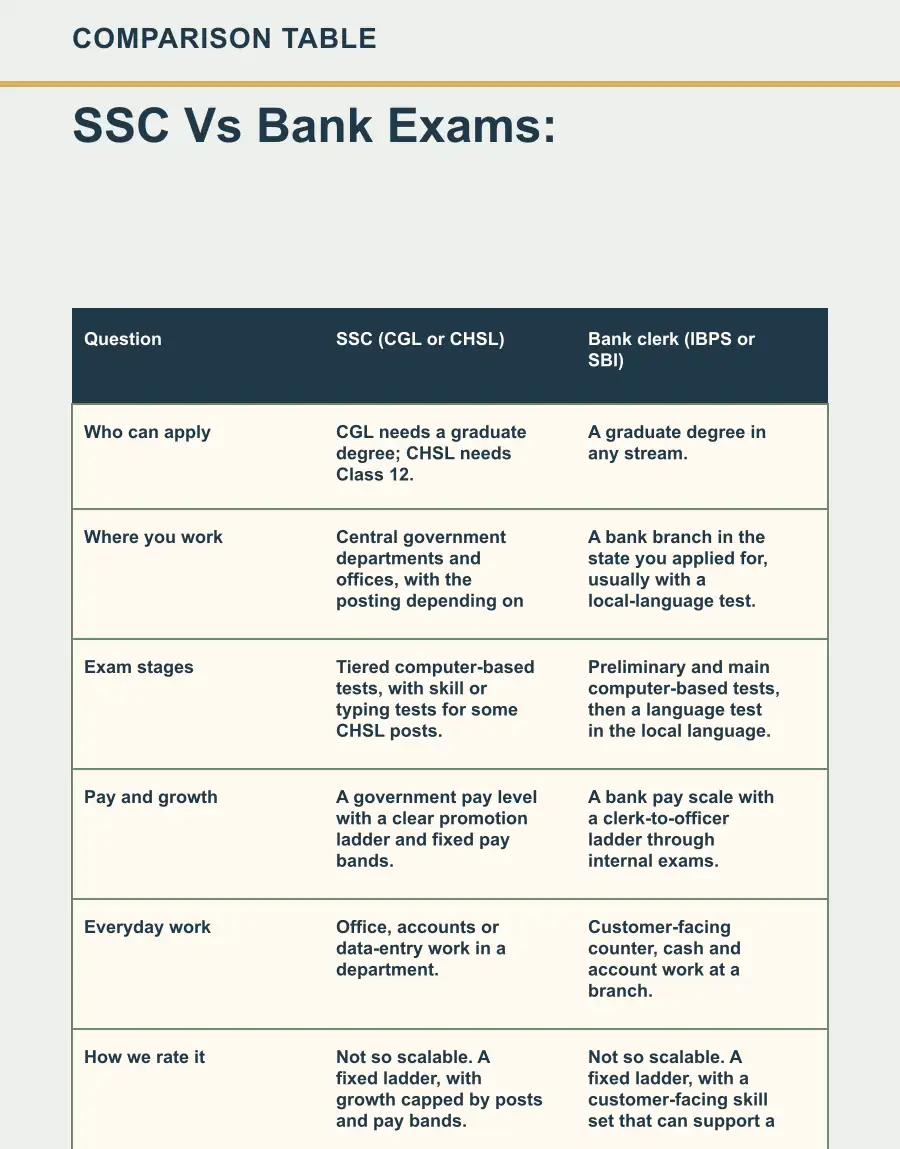 COMPARISON TABLE
SSC Vs Bank Exams:
Question
SSC (CGL or CHSL)
Bank clerk (IBPS or
SBI)
Who can apply
CGL needs a graduate
degree; CHSL needs
Class 12.
A graduate degree in
any stream.
Where you work
Central government
departments and
offices, with the
posting depending on
A bank branch in the
state you applied for,
usually with a
local-language test.
Exam stages
Tiered computer-based
tests, with skill or
typing tests for some
CHSL posts.
Preliminary and main
computer-based tests,
then a language test
in the local language.
Pay and growth
A government pay level
with a clear promotion
ladder and fixed pay
bands.
A bank pay scale with
a clerk-to-officer
ladder through
internal exams.
Everyday work
Office, accounts or
data-entry work in a
department.
Customer-facing
counter, cash and
account work at a
branch.
How we rate it
Not so scalable. A
fixed ladder, with
growth capped by posts
and pay bands.
Not so scalable. A
fixed ladder, with a
customer-facing skill
set that can support a